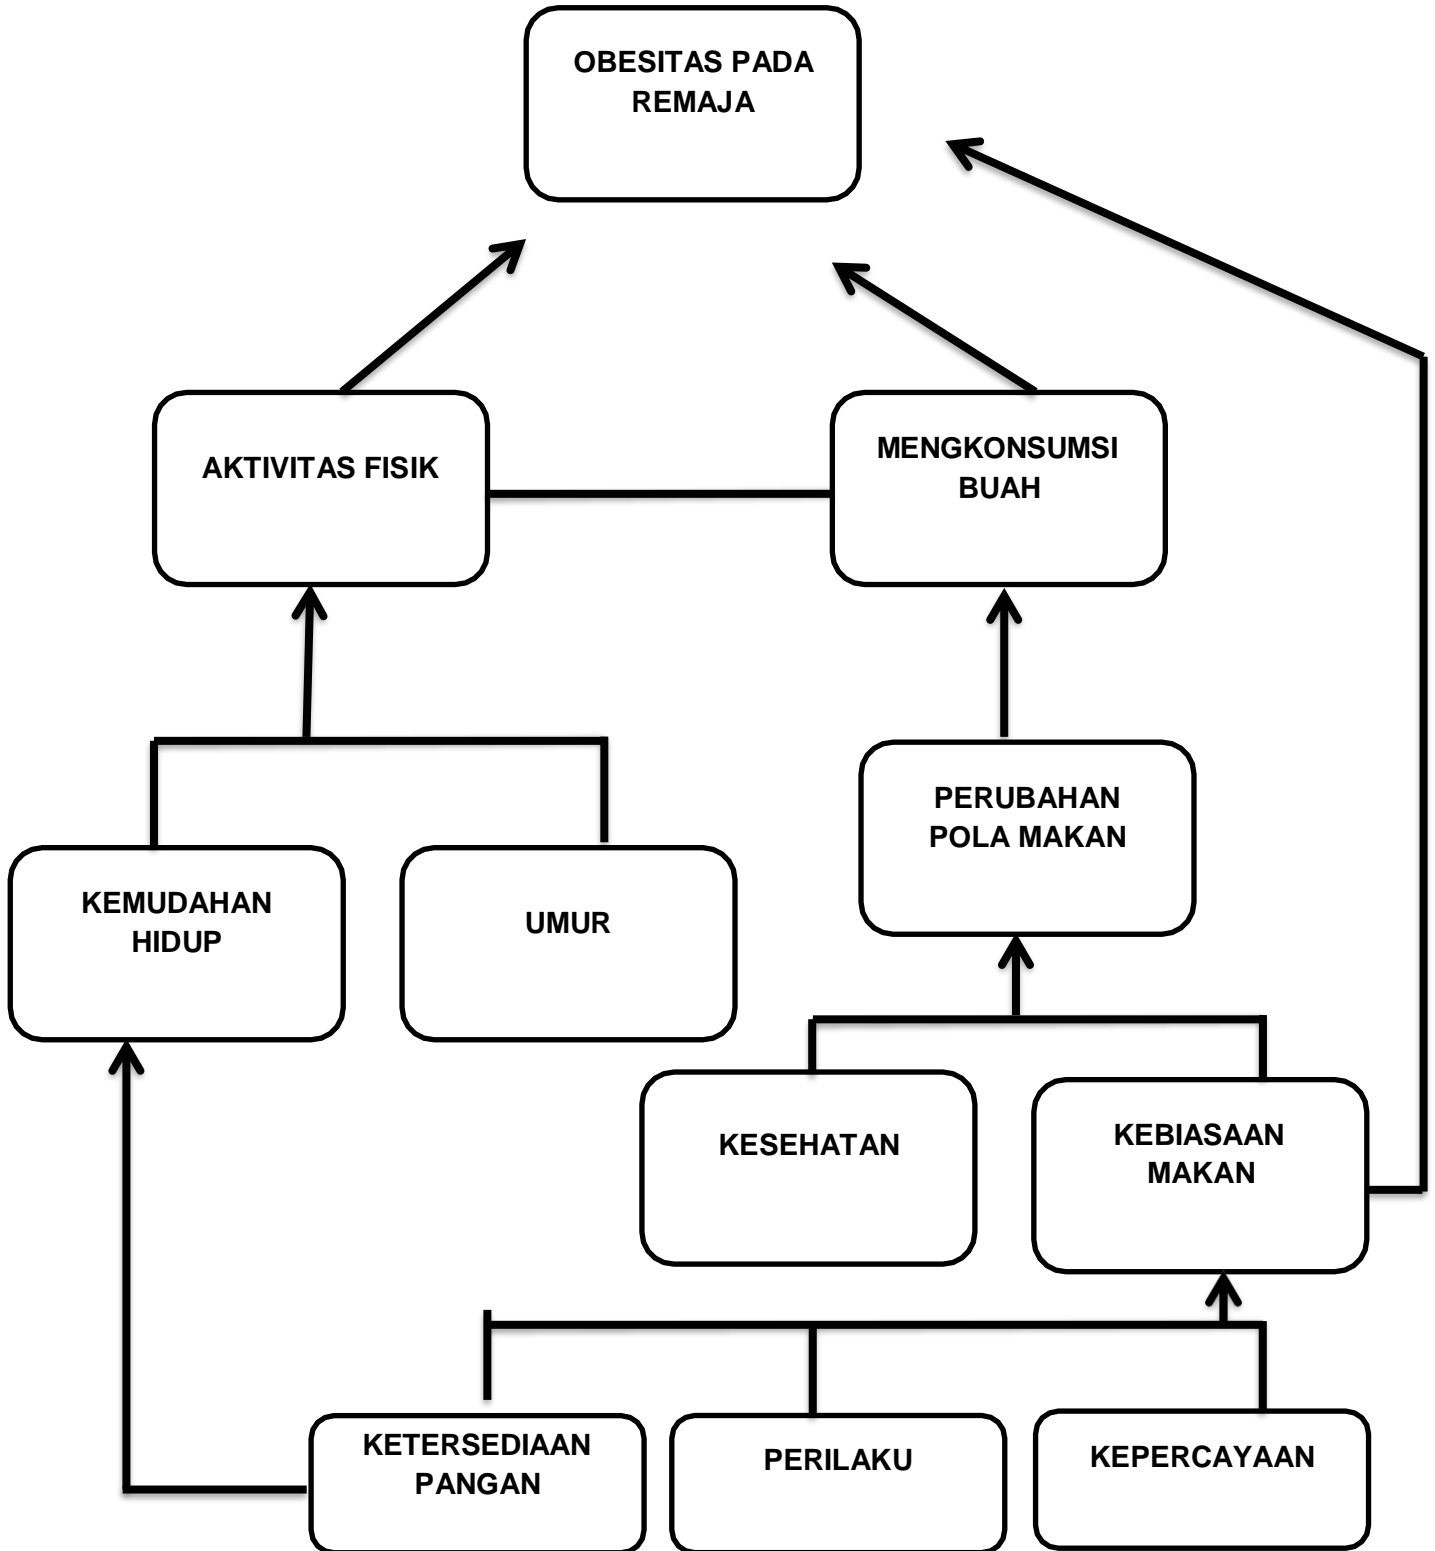 OBESITAS PADA
REMAJA
AKTIVITAS FISIK
MENGKONSUMSI
BUAH
PERUBAHAN
POLA MAKAN
KEMUDAHAN
HIDUP
UMUR
KESEHATAN
KEBIASAAN
MAKAN
KETERSEDIAAN
PANGAN
PERILAKU
KEPERCAYAAN